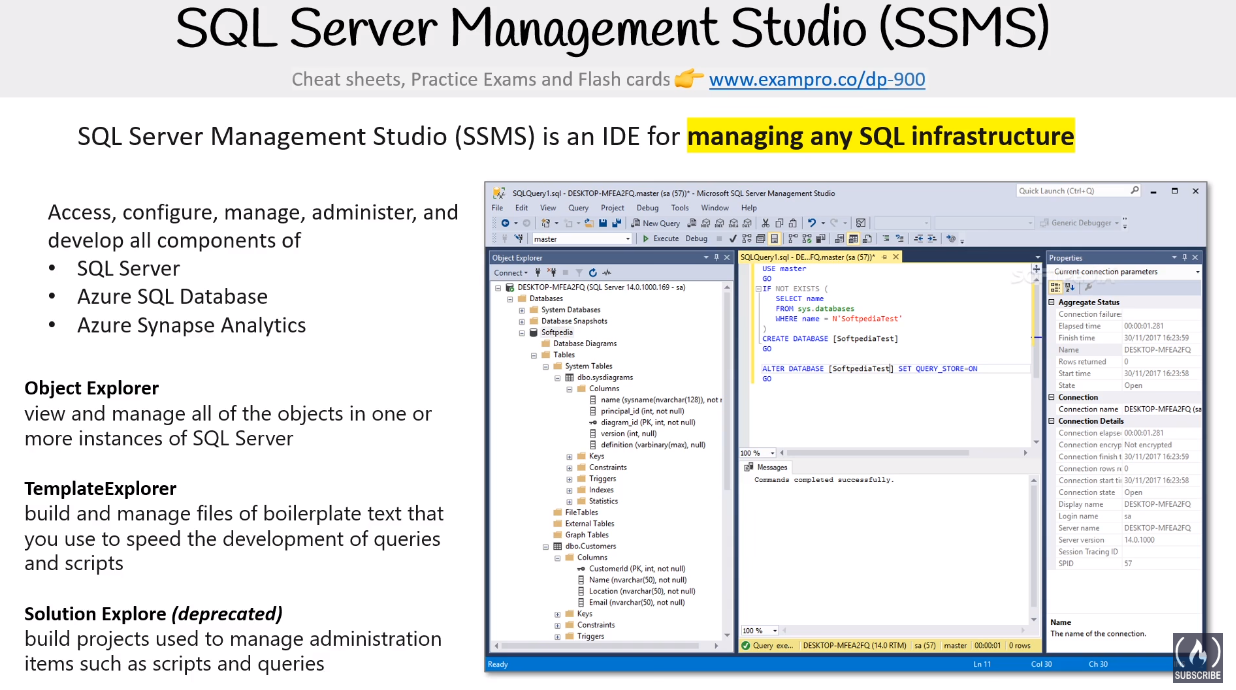 SQL Server Management Studio (SSMS)
Cheat sheets, Practice Exams and Flash cards 👉 www.exampro.co/dp-900
SQL Server Management Studio (SSMS) is an IDE for managing any SQL infrastructure
Access, configure, manage, administer, and
develop all components of
• SQL Server
• Azure SQL Database
• Azure Synapse Analytics
Object Explorer
view and manage all of the objects in one or
more instances of SQL Server
TemplateExplorer
build and manage files of boilerplate text that
you use to speed the development of queries
and scripts
Solution Explore (deprecated)
build projects used to manage administration
items such as scripts and queries
SQLQuery1.sql - DESKTOP-MFEA2FQ.master (sa (57))* - Microsoft SQL Server Management Studio
Quick Launch (Ctrl+Q)
File Edit View Query Project Debug Tools Window Help
New Query
Generic Debugger
master
Execute Debug
Object Explorer
Connect
DESKTOP-MFEA2FQ (SQL Server 14.0.1000.169 - sa)
Databases
System Databases
Database Snapshots
Softpedia
Database Diagrams
Tables
System Tables
dbo.sysdiagrams
Columns
name (sysname(nvarchar(128)), not r
principal_id (int, not null)
diagram_id (PK, int, not null)
version (int, null)
definition (varbinary(max), null)
Keys
Constraints
Triggers
Indexes
Statistics
FileTables
External Tables
Graph Tables
dbo.Customers
Columns
CustomerId (PK, int, not null)
Name (nvarchar(50), not null)
Location (nvarchar(50), null)
Email (nvarchar(50), not null)
Keys
Constraints
Triggers
SQLQuery1.sql - DE...FQ.master (sa (57))*
USE master
GO
IF NOT EXISTS (
SELECT name
FROM sys.databases
WHERE name = N'SoftpediaTest'
)
CREATE DATABASE [SoftpediaTest]
GO
ALTER DATABASE [SoftpediaTest] SET QUERY_STORE=ON
GO
100 %
Messages
Commands completed successfully.
100 %
Query exe... DESKTOP-MFEA2FQ (14.0 RTM) sa (57) master 00:00:01 0 rows
Properties
Current connection parameters
Aggregate Status
Connection failure:
Elapsed time 00:00:01.281
Finish time 30/11/2017 16:23:59
Name DESKTOP-MFEA2FQ
Rows returned 0
Start time 30/11/2017 16:23:58
State Open
Connection
Connection name DESKTOP-MFEA2FQ (sa
Connection Details
Connection elapse 00:00:01.281
Connection encryp Not encrypted
Connection finish t 30/11/2017 16:23:59
Connection rows r 0
Connection start ti 30/11/2017 16:23:58
Connection state Open
Display name DESKTOP-MFEA2FQ
Login name sa
Server name DESKTOP-MFEA2FQ
Server version 14.0.1000
Session Tracing ID
SPID 57
Name
The name of the connection.
Ready Ln 11 Col 30 Ch 30
SUBSCRIBE